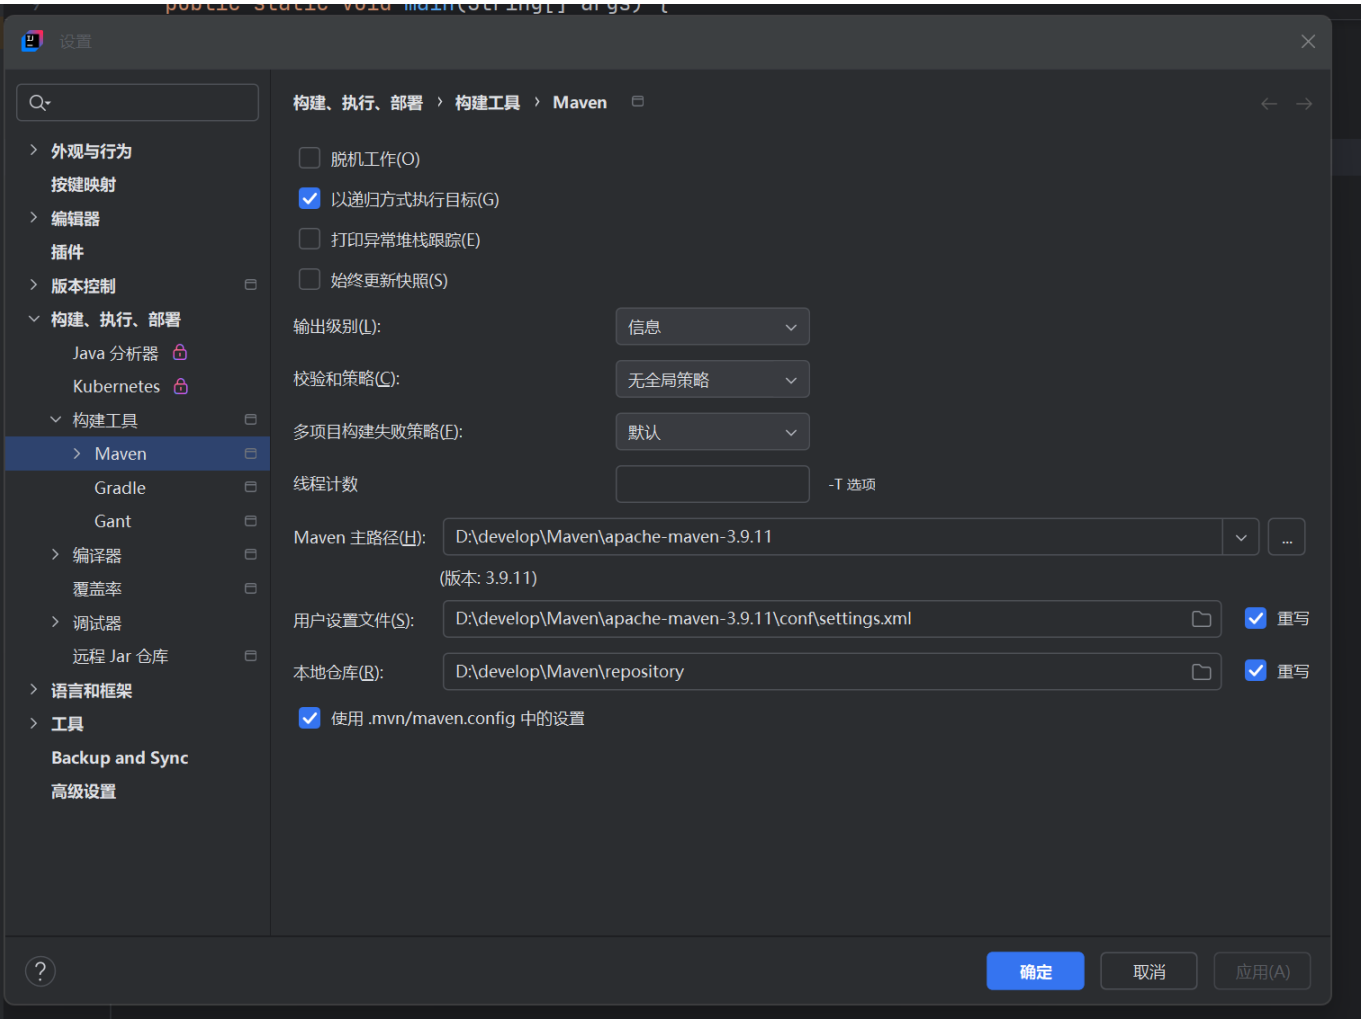 7 public static void main(String[] args) {
设置
构建、执行、部署 › 构建工具 › Maven
外观与行为
按键映射
编辑器
插件
版本控制
构建、执行、部署
Java 分析器
Kubernetes
构建工具
Maven
Gradle
Gant
编译器
覆盖率
调试器
远程 Jar 仓库
语言和框架
工具
Backup and Sync
高级设置
脱机工作(O)
以递归方式执行目标(G)
打印异常堆栈跟踪(E)
始终更新快照(S)
输出级别(L): 信息
校验和策略(C): 无全局策略
多项目构建失败策略(F): 默认
线程计数 -T 选项
Maven 主路径(H): D:\develop\Maven\apache-maven-3.9.11 ...
(版本: 3.9.11)
用户设置文件(S): D:\develop\Maven\apache-maven-3.9.11\conf\settings.xml 重写
本地仓库(R): D:\develop\Maven\repository 重写
使用 .mvn/maven.config 中的设置
? 确定 取消 应用(A)